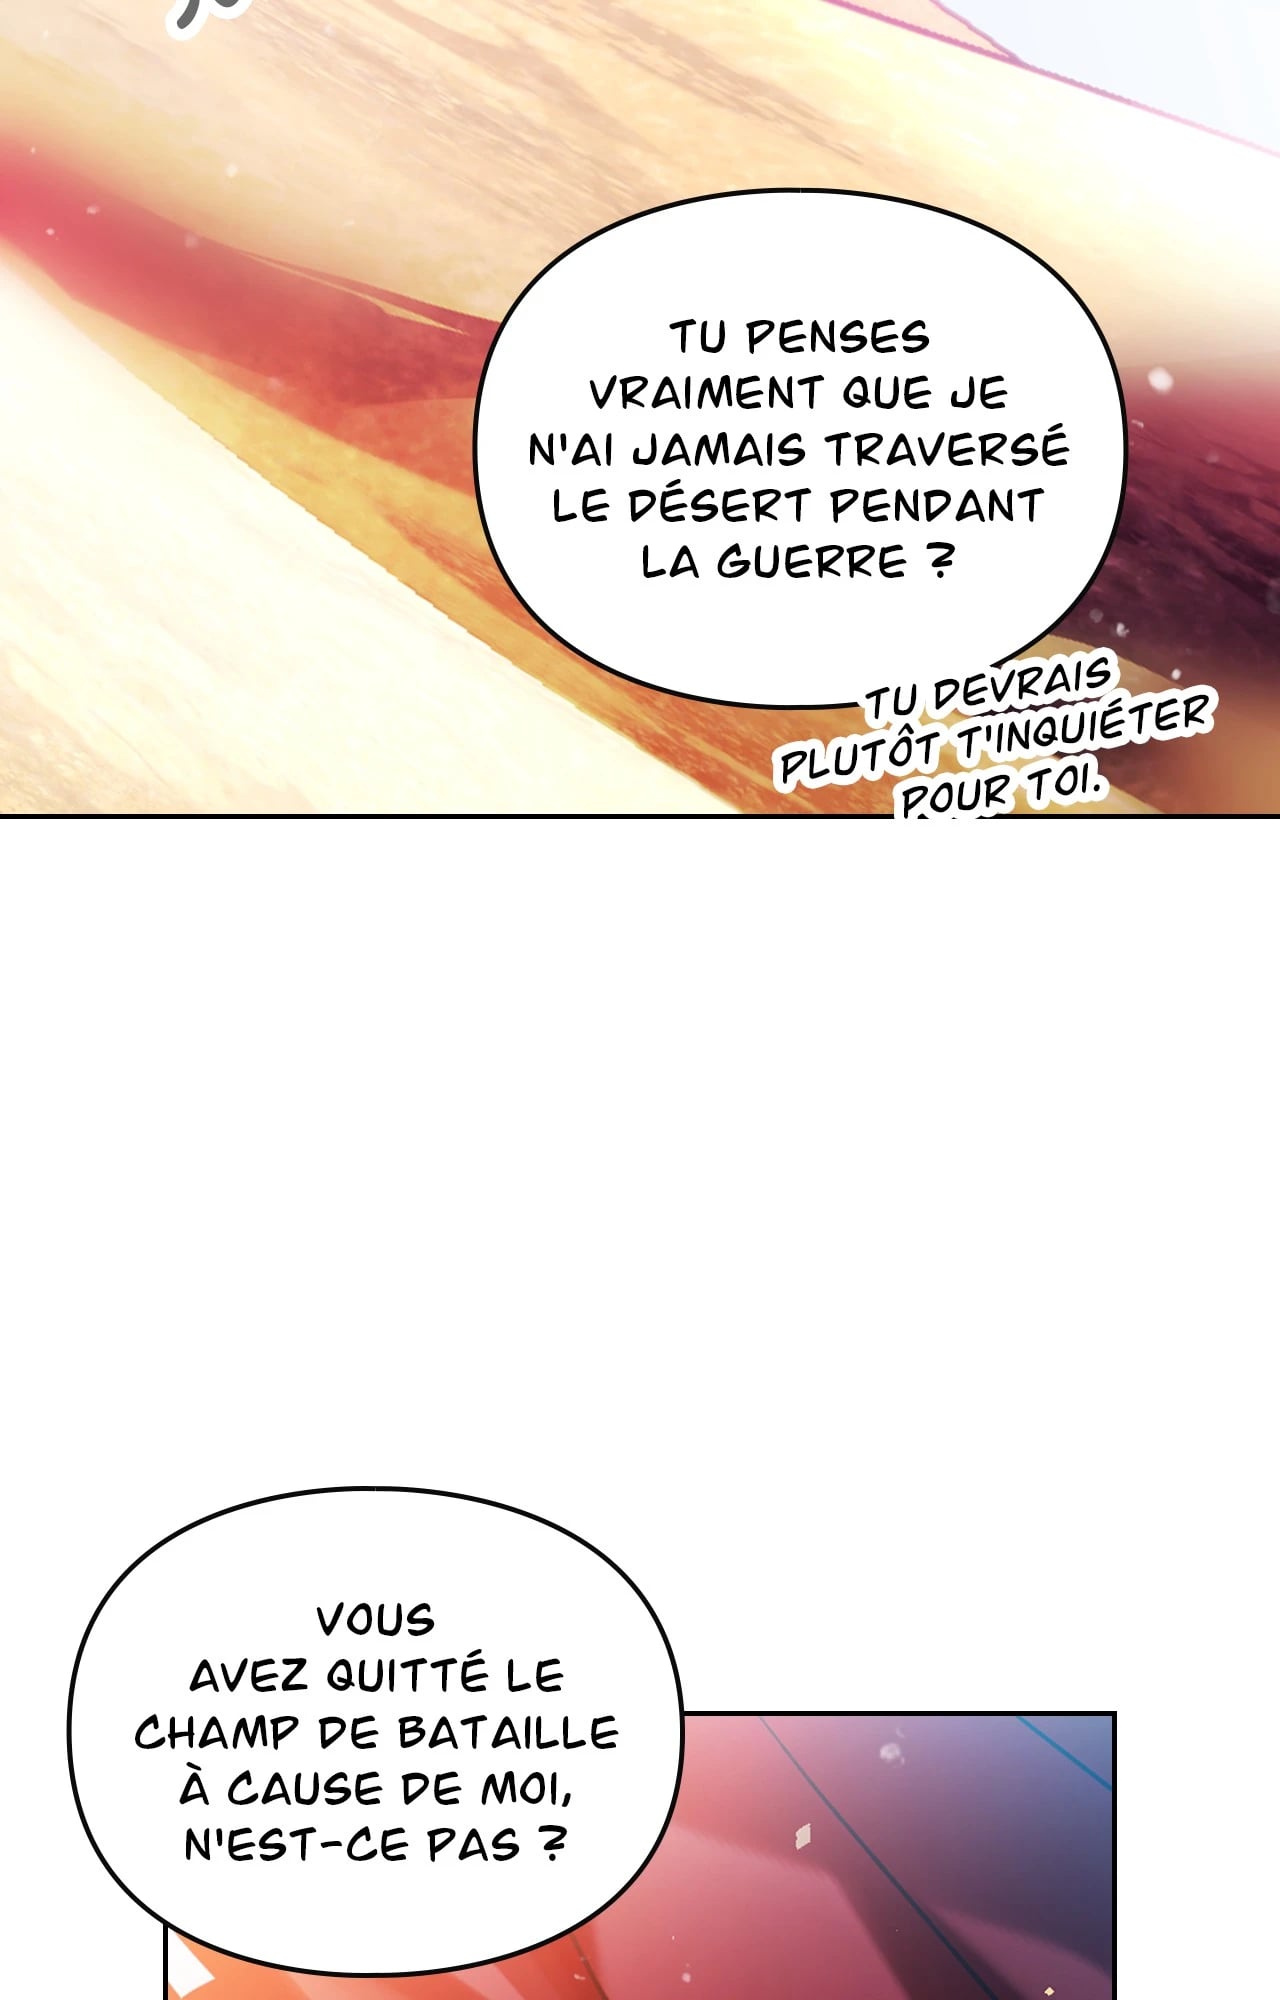 TU PENSES
VRAIMENT QUE JE
N'AI JAMAIS TRAVERSÉ
LE DÉSERT PENDANT
LA GUERRE ?
TU DEVRAIS
PLUTÔT T'INQUIÉTER
POUR TOI.
VOUS
AVEZ QUITTÉ LE
CHAMP DE BATAILLE
À CAUSE DE MOI,
N'EST-CE PAS ?